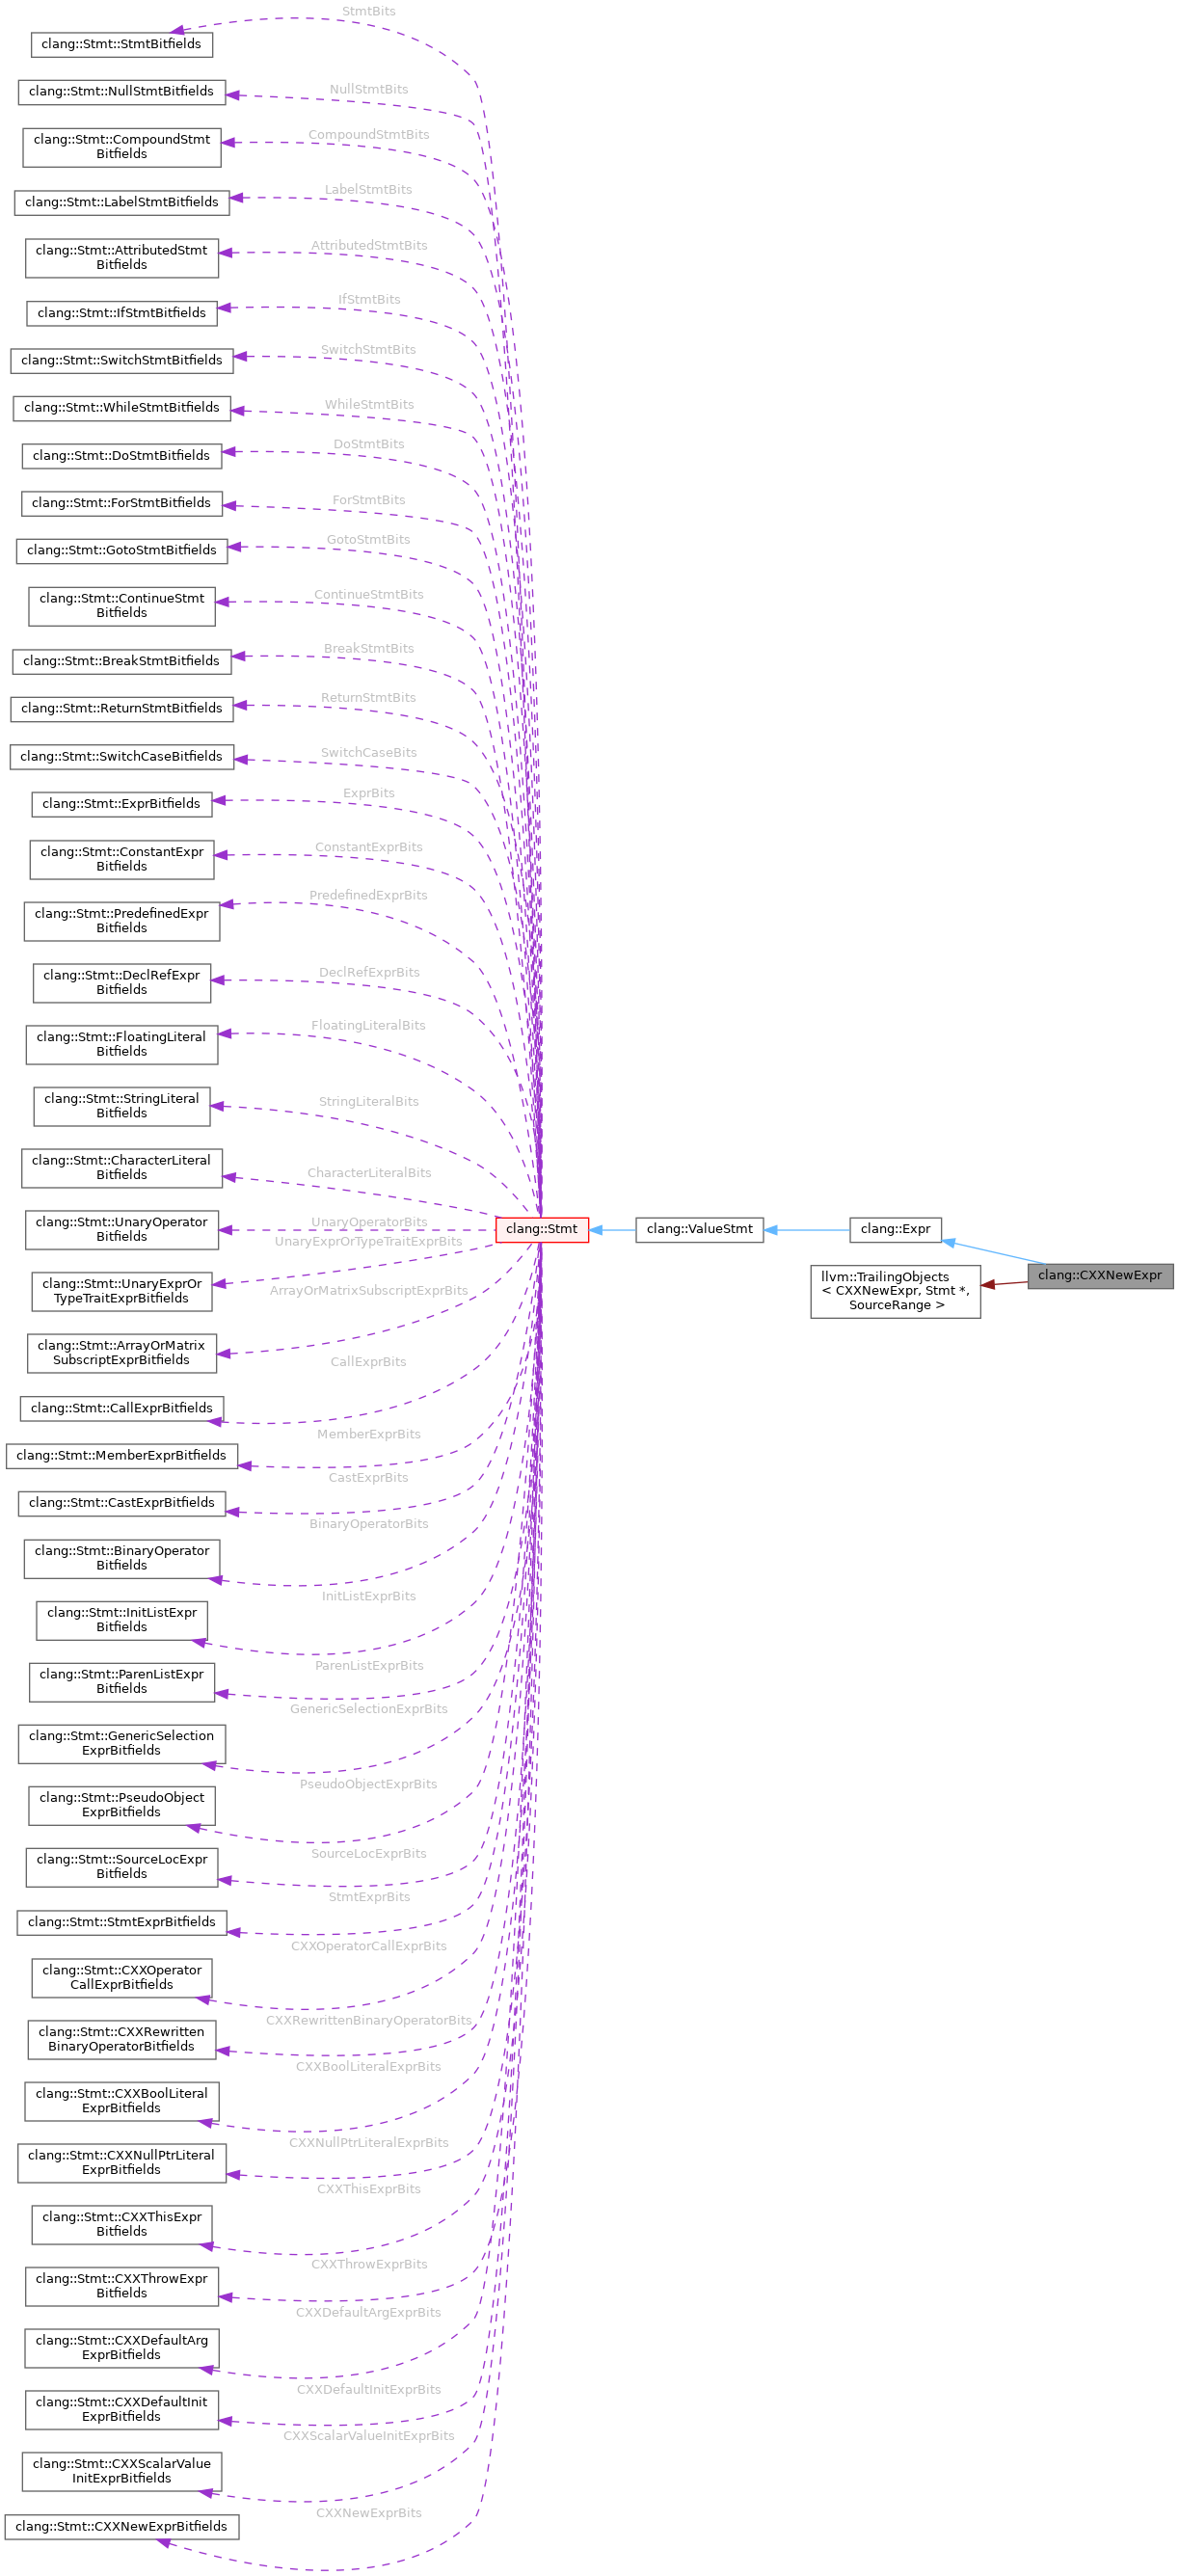 StmtBits
clang::Stmt::StmtBitfields
NullStmtBits
clang::Stmt::NullStmtBitfields
CompoundStmtBits
clang::Stmt::CompoundStmt
Bitfields
LabelStmtBits
clang::Stmt::LabelStmtBitfields
AttributedStmtBits
clang::Stmt::AttributedStmt
Bitfields
IfStmtBits
clang::Stmt::IfStmtBitfields
SwitchStmtBits
clang::Stmt::SwitchStmtBitfields
WhileStmtBits
clang::Stmt::WhileStmtBitfields
DoStmtBits
clang::Stmt::DoStmtBitfields
ForStmtBits
clang::Stmt::ForStmtBitfields
GotoStmtBits
clang::Stmt::GotoStmtBitfields
ContinueStmtBits
clang::Stmt::ContinueStmt
Bitfields
BreakStmtBits
clang::Stmt::BreakStmtBitfields
ReturnStmtBits
clang::Stmt::ReturnStmtBitfields
SwitchCaseBits
clang::Stmt::SwitchCaseBitfields
ExprBits
clang::Stmt::ExprBitfields
ConstantExprBits
clang::Stmt::ConstantExpr
Bitfields
PredefinedExprBits
clang::Stmt::PredefinedExpr
Bitfields
DeclRefExprBits
clang::Stmt::DeclRefExpr
Bitfields
FloatingLiteralBits
clang::Stmt::FloatingLiteral
Bitfields
StringLiteralBits
clang::Stmt::StringLiteral
Bitfields
CharacterLiteralBits
clang::Stmt::CharacterLiteral
Bitfields
UnaryOperatorBits
clang::Stmt::UnaryOperator
Bitfields
clang::Stmt
clang::ValueStmt
clang::Expr
clang::CXXNewExpr
llvm::TrailingObjects
< CXXNewExpr, Stmt *,
SourceRange >
UnaryExprOrTypeTraitExprBits
clang::Stmt::UnaryExprOr
TypeTraitExprBitfields
ArrayOrMatrixSubscriptExprBits
clang::Stmt::ArrayOrMatrix
SubscriptExprBitfields
CallExprBits
clang::Stmt::CallExprBitfields
MemberExprBits
clang::Stmt::MemberExprBitfields
CastExprBits
clang::Stmt::CastExprBitfields
BinaryOperatorBits
clang::Stmt::BinaryOperator
Bitfields
InitListExprBits
clang::Stmt::InitListExpr
Bitfields
ParenListExprBits
clang::Stmt::ParenListExpr
Bitfields
GenericSelectionExprBits
clang::Stmt::GenericSelection
ExprBitfields
PseudoObjectExprBits
clang::Stmt::PseudoObject
ExprBitfields
SourceLocExprBits
clang::Stmt::SourceLocExpr
Bitfields
StmtExprBits
clang::Stmt::StmtExprBitfields
CXXOperatorCallExprBits
clang::Stmt::CXXOperator
CallExprBitfields
CXXRewrittenBinaryOperatorBits
clang::Stmt::CXXRewritten
BinaryOperatorBitfields
CXXBoolLiteralExprBits
clang::Stmt::CXXBoolLiteral
ExprBitfields
CXXNullPtrLiteralExprBits
clang::Stmt::CXXNullPtrLiteral
ExprBitfields
CXXThisExprBits
clang::Stmt::CXXThisExpr
Bitfields
CXXThrowExprBits
clang::Stmt::CXXThrowExpr
Bitfields
CXXDefaultArgExprBits
clang::Stmt::CXXDefaultArg
ExprBitfields
CXXDefaultInitExprBits
clang::Stmt::CXXDefaultInit
ExprBitfields
CXXScalarValueInitExprBits
clang::Stmt::CXXScalarValue
InitExprBitfields
CXXNewExprBits
clang::Stmt::CXXNewExprBitfields